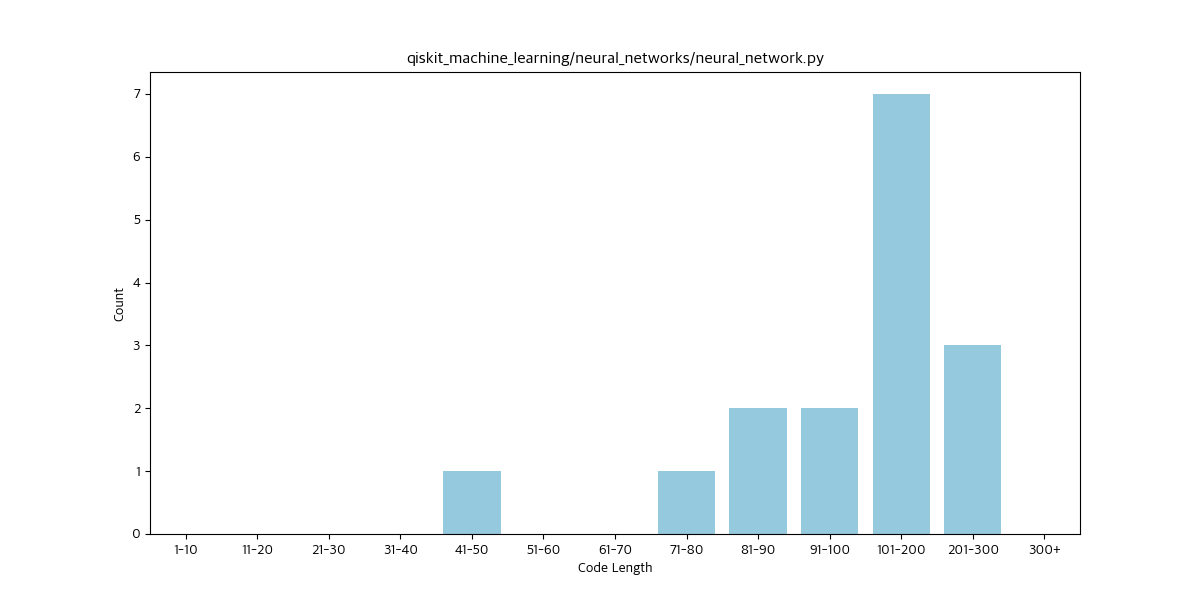 qiskit_machine_learning/neural_networks/neural_network.py
7
6
5
4
3
2
1
0
Count
1-10 11-20 21-30 31-40 41-50 51-60 61-70 71-80 81-90 91-100 101-200 201-300 300+
Code Length